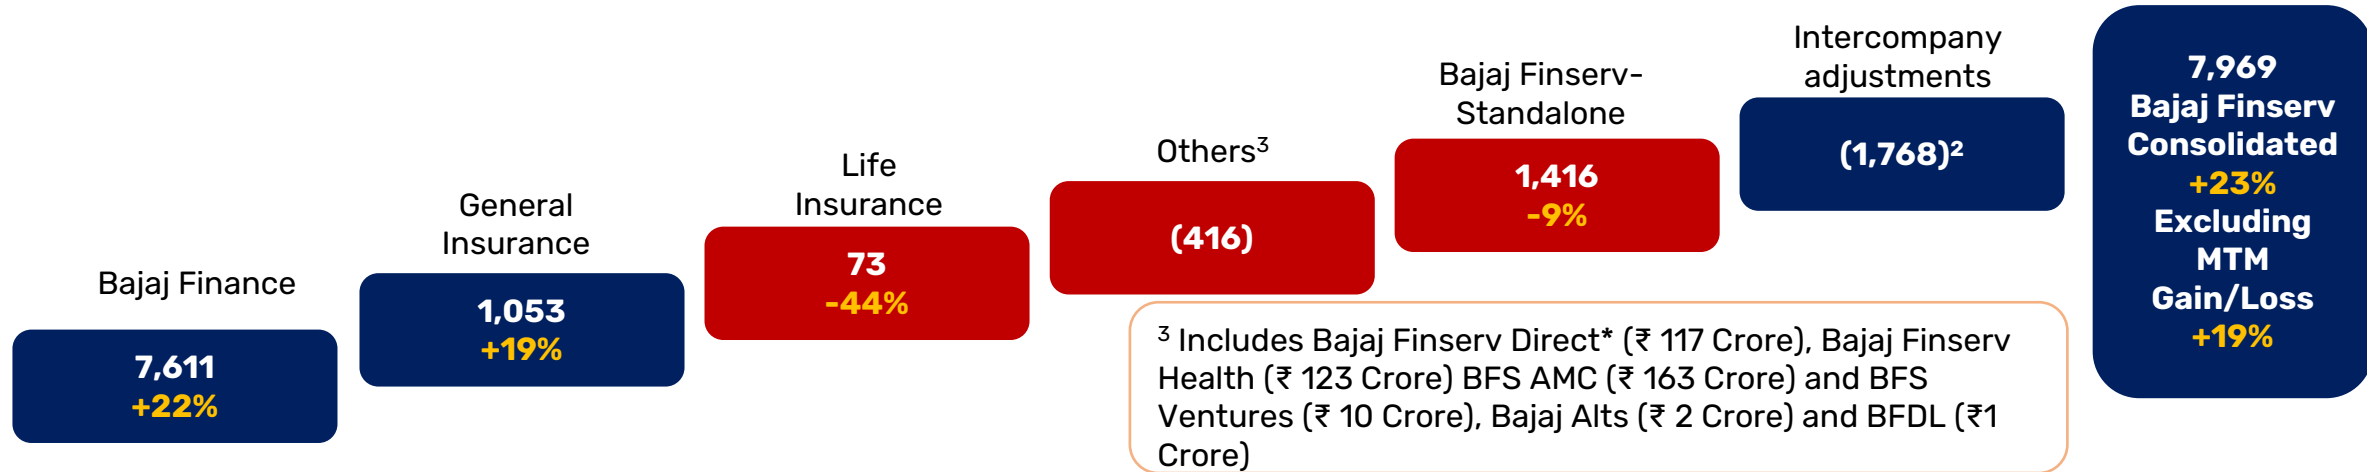 Bajaj Finance
7,611
+22%
General
Insurance
1,053
+19%
Life
Insurance
73
-44%
Others³
(416)
Bajaj Finserv-
Standalone
1,416
-9%
Intercompany
adjustments
(1,768)²
7,969
Bajaj Finserv
Consolidated
+23%
Excluding
MTM
Gain/Loss
+19%
³ Includes Bajaj Finserv Direct* (₹ 117 Crore), Bajaj Finserv
Health (₹ 123 Crore) BFS AMC (₹ 163 Crore) and BFS
Ventures (₹ 10 Crore), Bajaj Alts (₹ 2 Crore) and BFDL (₹1
Crore)